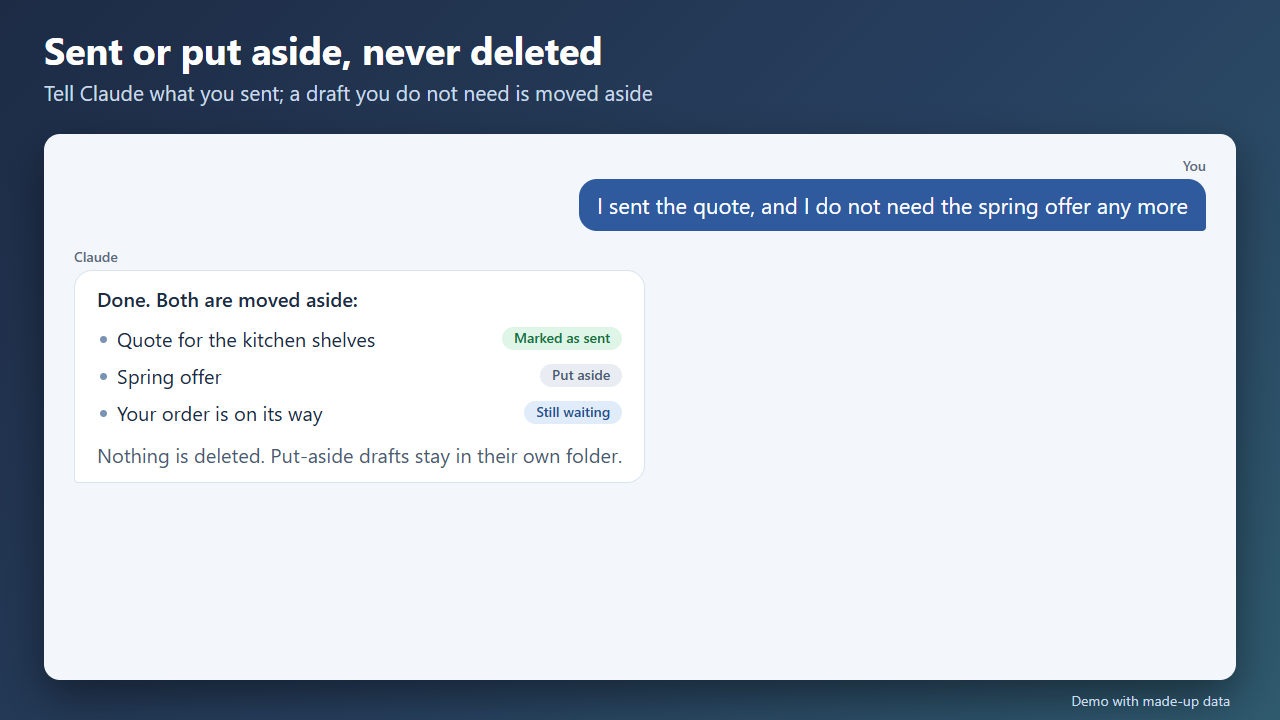 Sent or put aside, never deleted
Tell Claude what you sent; a draft you do not need is moved aside
You
I sent the quote, and I do not need the spring offer any more
Claude
Done. Both are moved aside:
Quote for the kitchen shelves Marked as sent
Spring offer Put aside
Your order is on its way Still waiting
Nothing is deleted. Put-aside drafts stay in their own folder.
Demo with made-up data